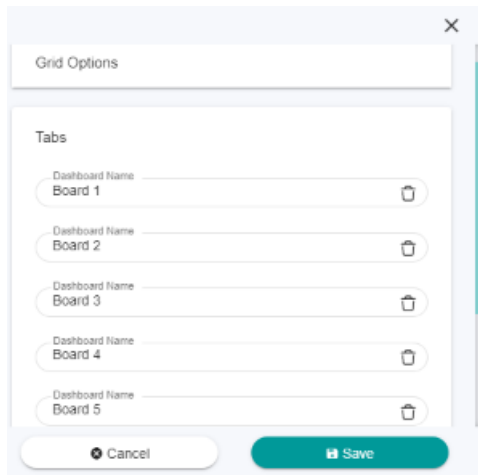 Grid Options
Tabs
Dashboard Name
Board 1
Dashboard Name
Board 2
Dashboard Name
Board 3
Dashboard Name
Board 4
Dashboard Name
Board 5
Cancel
Save